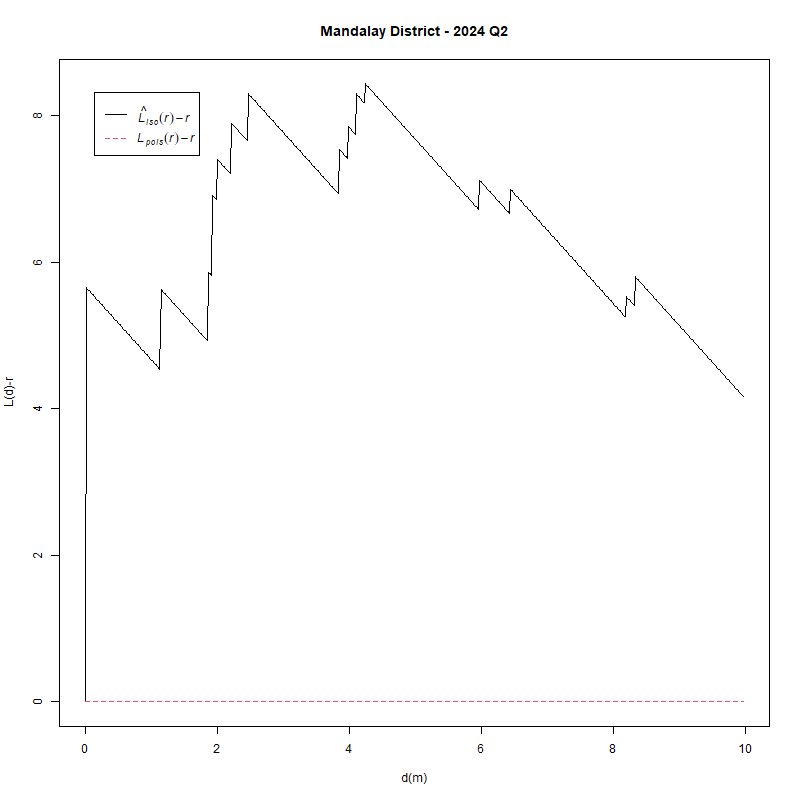 Mandalay District - 2024 Q2
L̂iso(r) − r
Lpois(r) − r
L(d)-r
8
6
4
2
0
0 2 4 6 8 10
d(m)